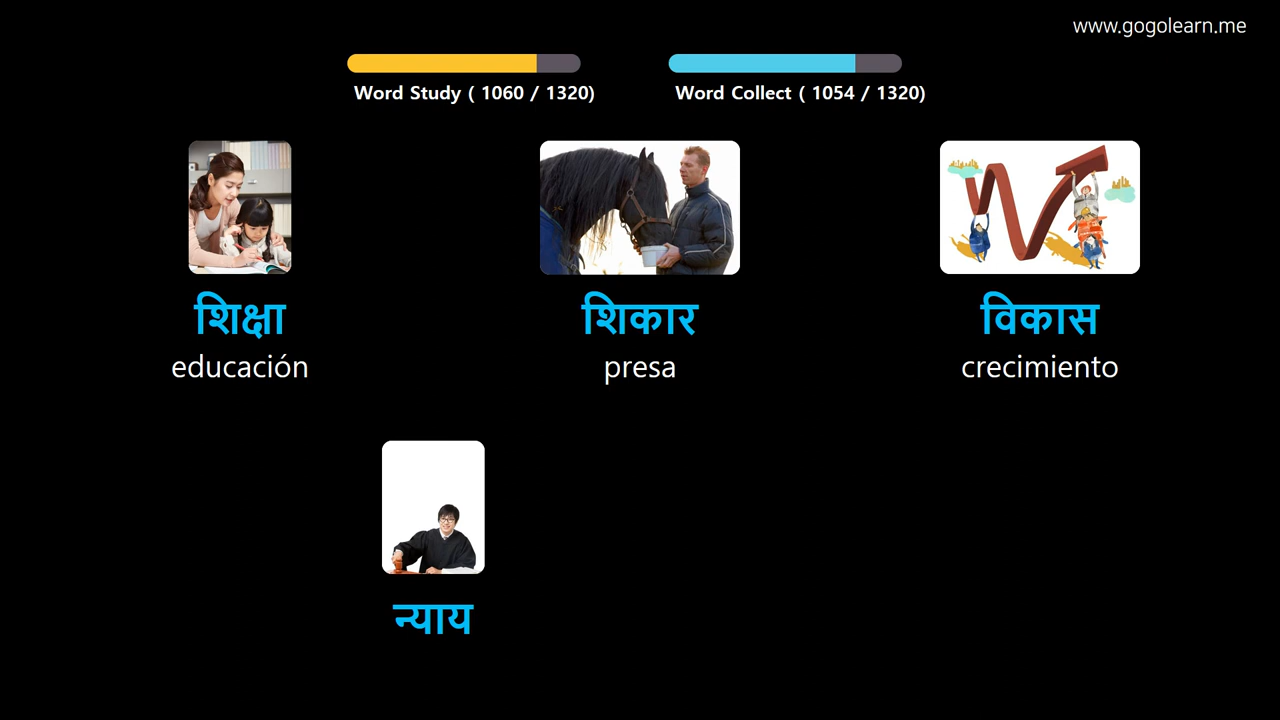 www.gogolearn.me
Word Study ( 1060 / 1320)
Word Collect ( 1054 / 1320)
शिक्षा
educación
शिकार
presa
विकास
crecimiento
न्याय